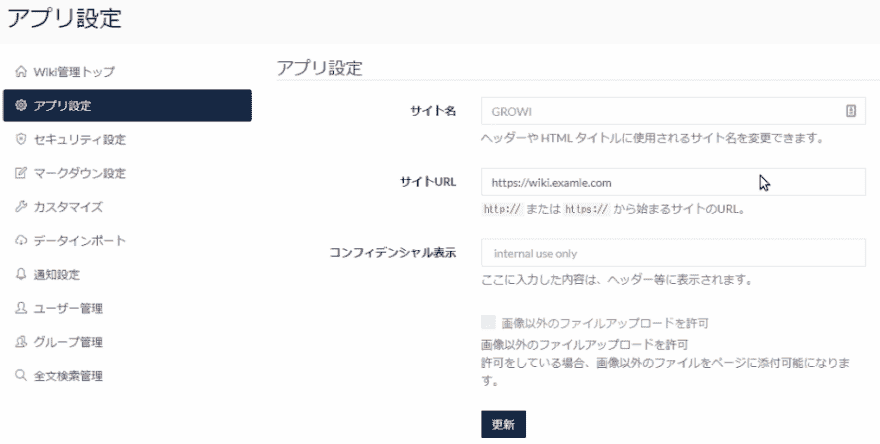 アプリ設定
Wiki管理トップ
アプリ設定
セキュリティ設定
マークダウン設定
カスタマイズ
データインポート
通知設定
ユーザー管理
グループ管理
全文検索管理
アプリ設定
サイト名
GROWI
ヘッダーや HTML タイトルに使用されるサイト名を変更できます。
サイトURL
https://wiki.examle.com
http:// または https:// から始まるサイトのURL。
コンフィデンシャル表示
internal use only
ここに入力した内容は、ヘッダー等に表示されます。
画像以外のファイルアップロードを許可
画像以外のファイルアップロードを許可
許可をしている場合、画像以外のファイルをページに添付可能になりま
す。
更新